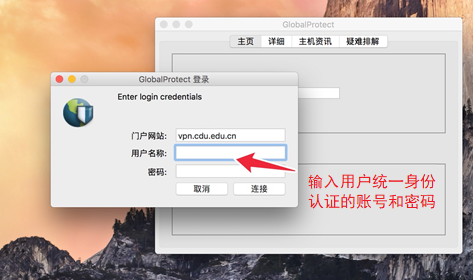 GlobalProtect
主页 详细 主机资讯 疑难排解
GlobalProtect 登录
Enter login credentials
门户网站: vpn.cdu.edu.cn
用户名称:
密码:
取消 连接
输入用户统一身份
认证的账号和密码